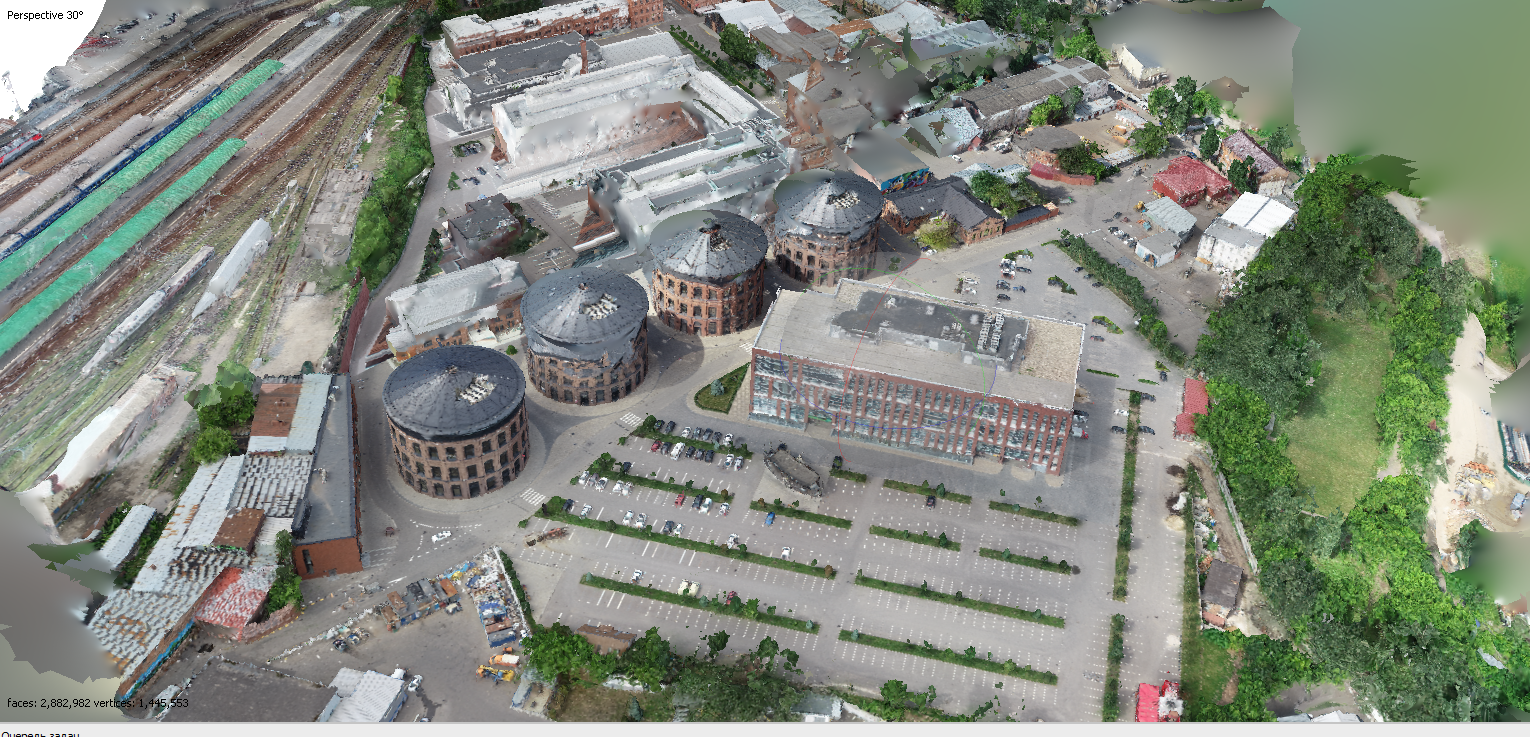 Perspective 30°
faces: 2,882,982 vertices: 1,445,553
Очередь задач